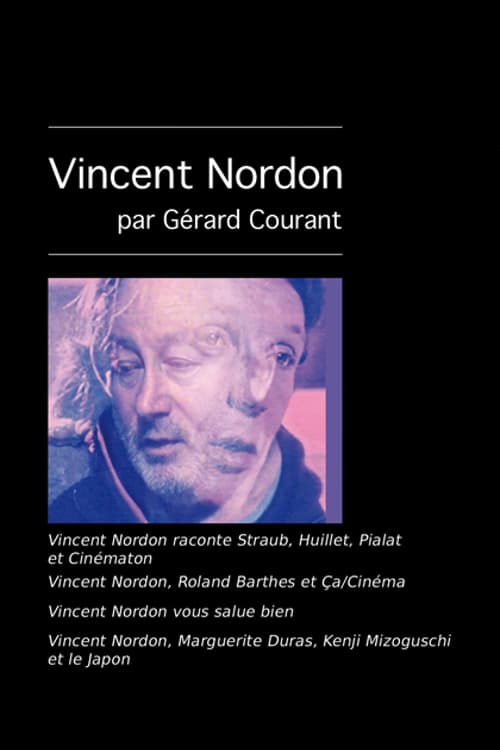 Vincent Nordon
par Gérard Courant
Vincent Nordon raconte Straub, Huillet, Pialat
et Cinématon
Vincent Nordon, Roland Barthes et Ça/Cinéma
Vincent Nordon vous salue bien
Vincent Nordon, Marguerite Duras, Kenji Mizoguschi
et le Japon